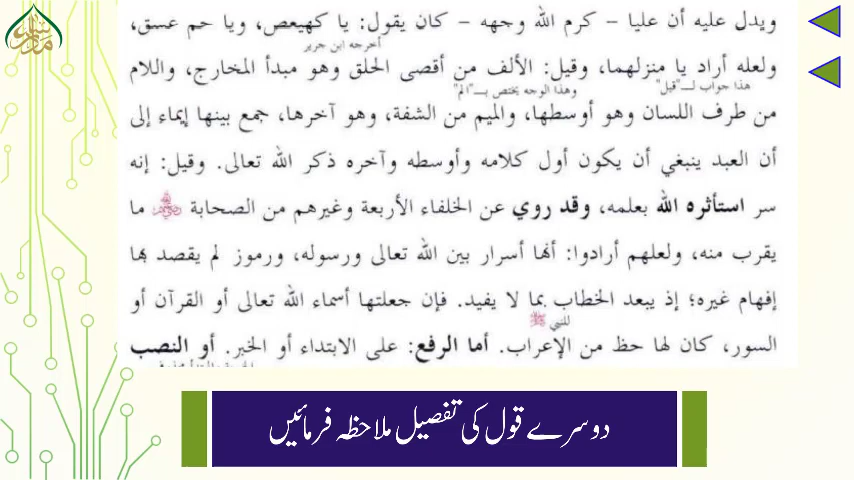 ويدل عليه أن عليا – كرم الله وجهه – كان يقول: يا كهيعص، ويا حم عسق،
أخرجه ابن جرير
ولعله أراد يا منزلهما، وقيل: الألف من أقصى الحلق وهو مبدأ المخارج، واللام
هذا جواب لـ"قيل" وهذا الوجه يختص بـ"الم"
من طرف اللسان وهو أوسطها، والميم من الشفة، وهو آخرها، جمع بينها إيماء إلى
أن العبد ينبغي أن يكون أول كلامه وأوسطه وآخره ذكر الله تعالى. وقيل: إنه
سر استأثره الله بعلمه، وقد روي عن الخلفاء الأربعة وغيرهم من الصحابة ما
يقرب منه، ولعلهم أرادوا: أنها أسرار بين الله تعالى ورسوله، ورموز لم يقصد بها
إفهام غيره؛ إذ يبعد الخطاب بما لا يفيد. فإن جعلتها أسماء الله تعالى أو القرآن أو
للنبي ﷺ
السور، كان لها حظ من الإعراب. أما الرفع: على الابتداء أو الخبر. أو النصب
دوسرے قول کی تفصیل ملاحظہ فرمائیں